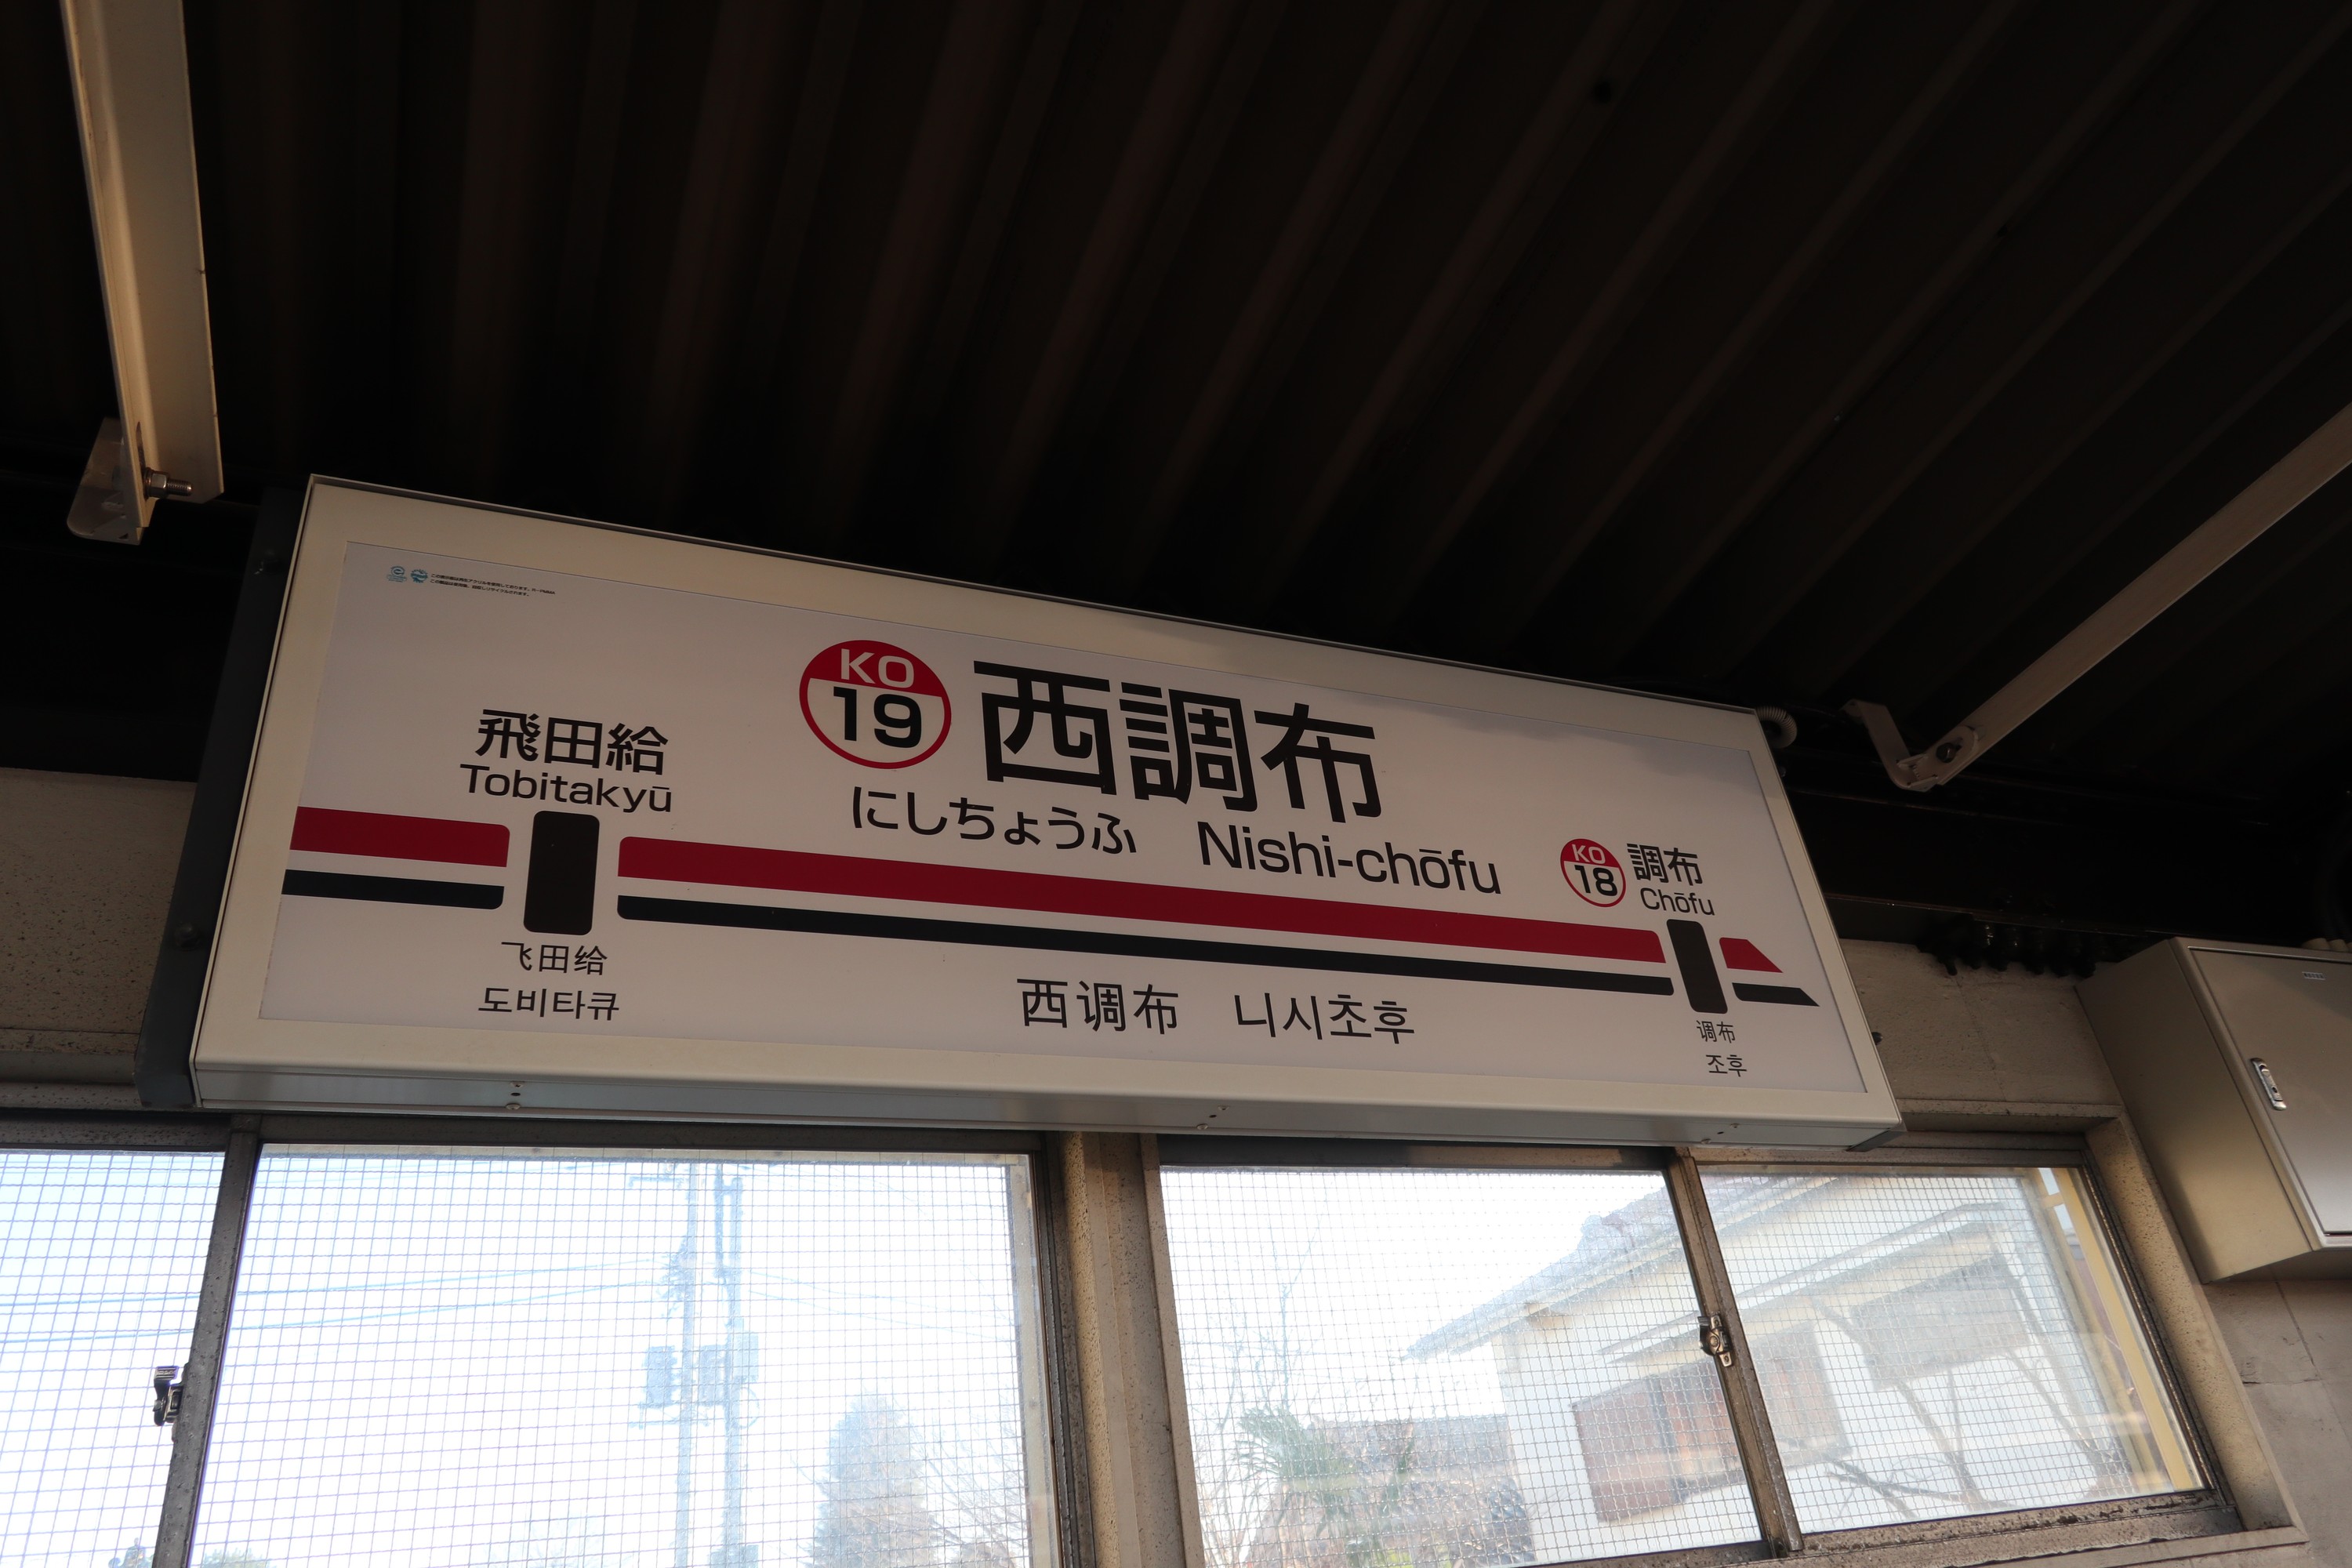 KO
19
西調布
にしちょうふ Nishi-chōfu
飛田給
Tobitakyū
KO
18
調布
Chōfu
飞田给
도비타큐
西调布 니시초후
调布
조후